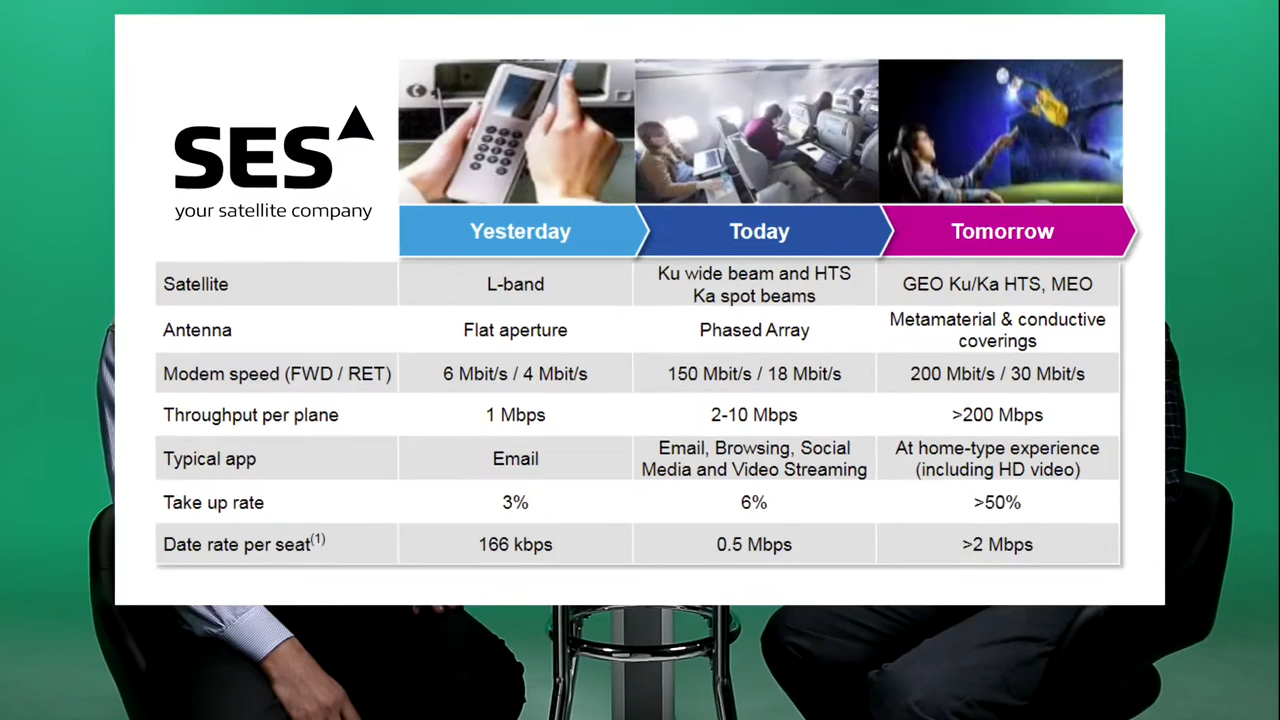 SES
your satellite company
Yesterday Today Tomorrow
Satellite L-band Ku wide beam and HTS Ka spot beams GEO Ku/Ka HTS, MEO
Antenna Flat aperture Phased Array Metamaterial & conductive coverings
Modem speed (FWD / RET) 6 Mbit/s / 4 Mbit/s 150 Mbit/s / 18 Mbit/s 200 Mbit/s / 30 Mbit/s
Throughput per plane 1 Mbps 2-10 Mbps >200 Mbps
Typical app Email Email, Browsing, Social Media and Video Streaming At home-type experience (including HD video)
Take up rate 3% 6% >50%
Date rate per seat(1) 166 kbps 0.5 Mbps >2 Mbps